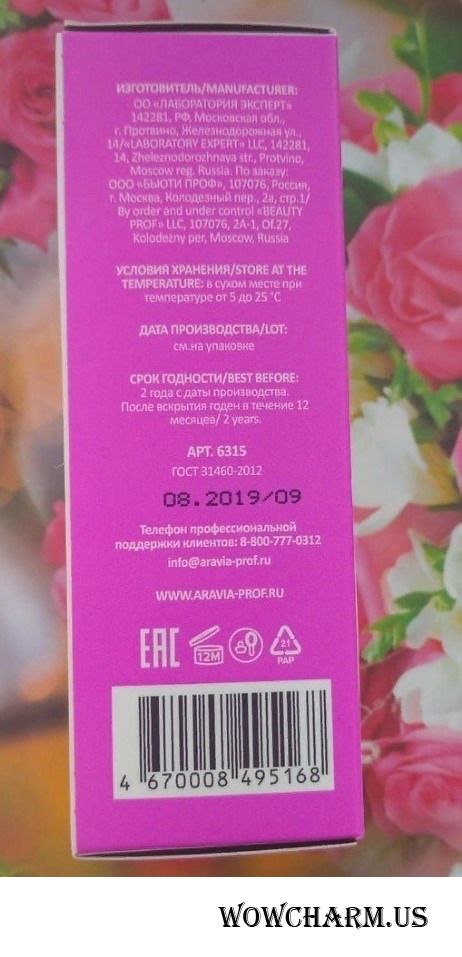 ИЗГОТОВИТЕЛЬ/MANUFACTURER:
ОО «ЛАБОРАТОРИЯ ЭКСПЕРТ»
142281, РФ, Московская обл.,
г. Протвино, Железнодорожная ул.,
14/«LABORATORY EXPERT» LLC, 142281,
14, Zheleznodorozhnaya str., Protvino,
Moscow reg. Russia. По заказу:
ООО «БЬЮТИ ПРОФ», 107076, Россия,
г. Москва, Колодезный пер., 2а, стр.1/
By order and under control «BEAUTY
PROF» LLC, 107076, 2A-1, Of.27,
Kolodezny per, Moscow, Russia
УСЛОВИЯ ХРАНЕНИЯ/STORE AT THE
TEMPERATURE: в сухом месте при
температуре от 5 до 25 °С
ДАТА ПРОИЗВОДСТВА/LOT:
см.на упаковке
СРОК ГОДНОСТИ/BEST BEFORE:
2 года с даты производства.
После вскрытия годен в течение 12
месяцев/ 2 years.
АРТ. 6315
ГОСТ 31460-2012
08.2019/09
Телефон профессиональной
поддержки клиентов: 8-800-777-0312
info@aravia-prof.ru
WWW.ARAVIA-PROF.RU
EAC 12M 21
PAP
4 670008 495168
WOWCHARM.US